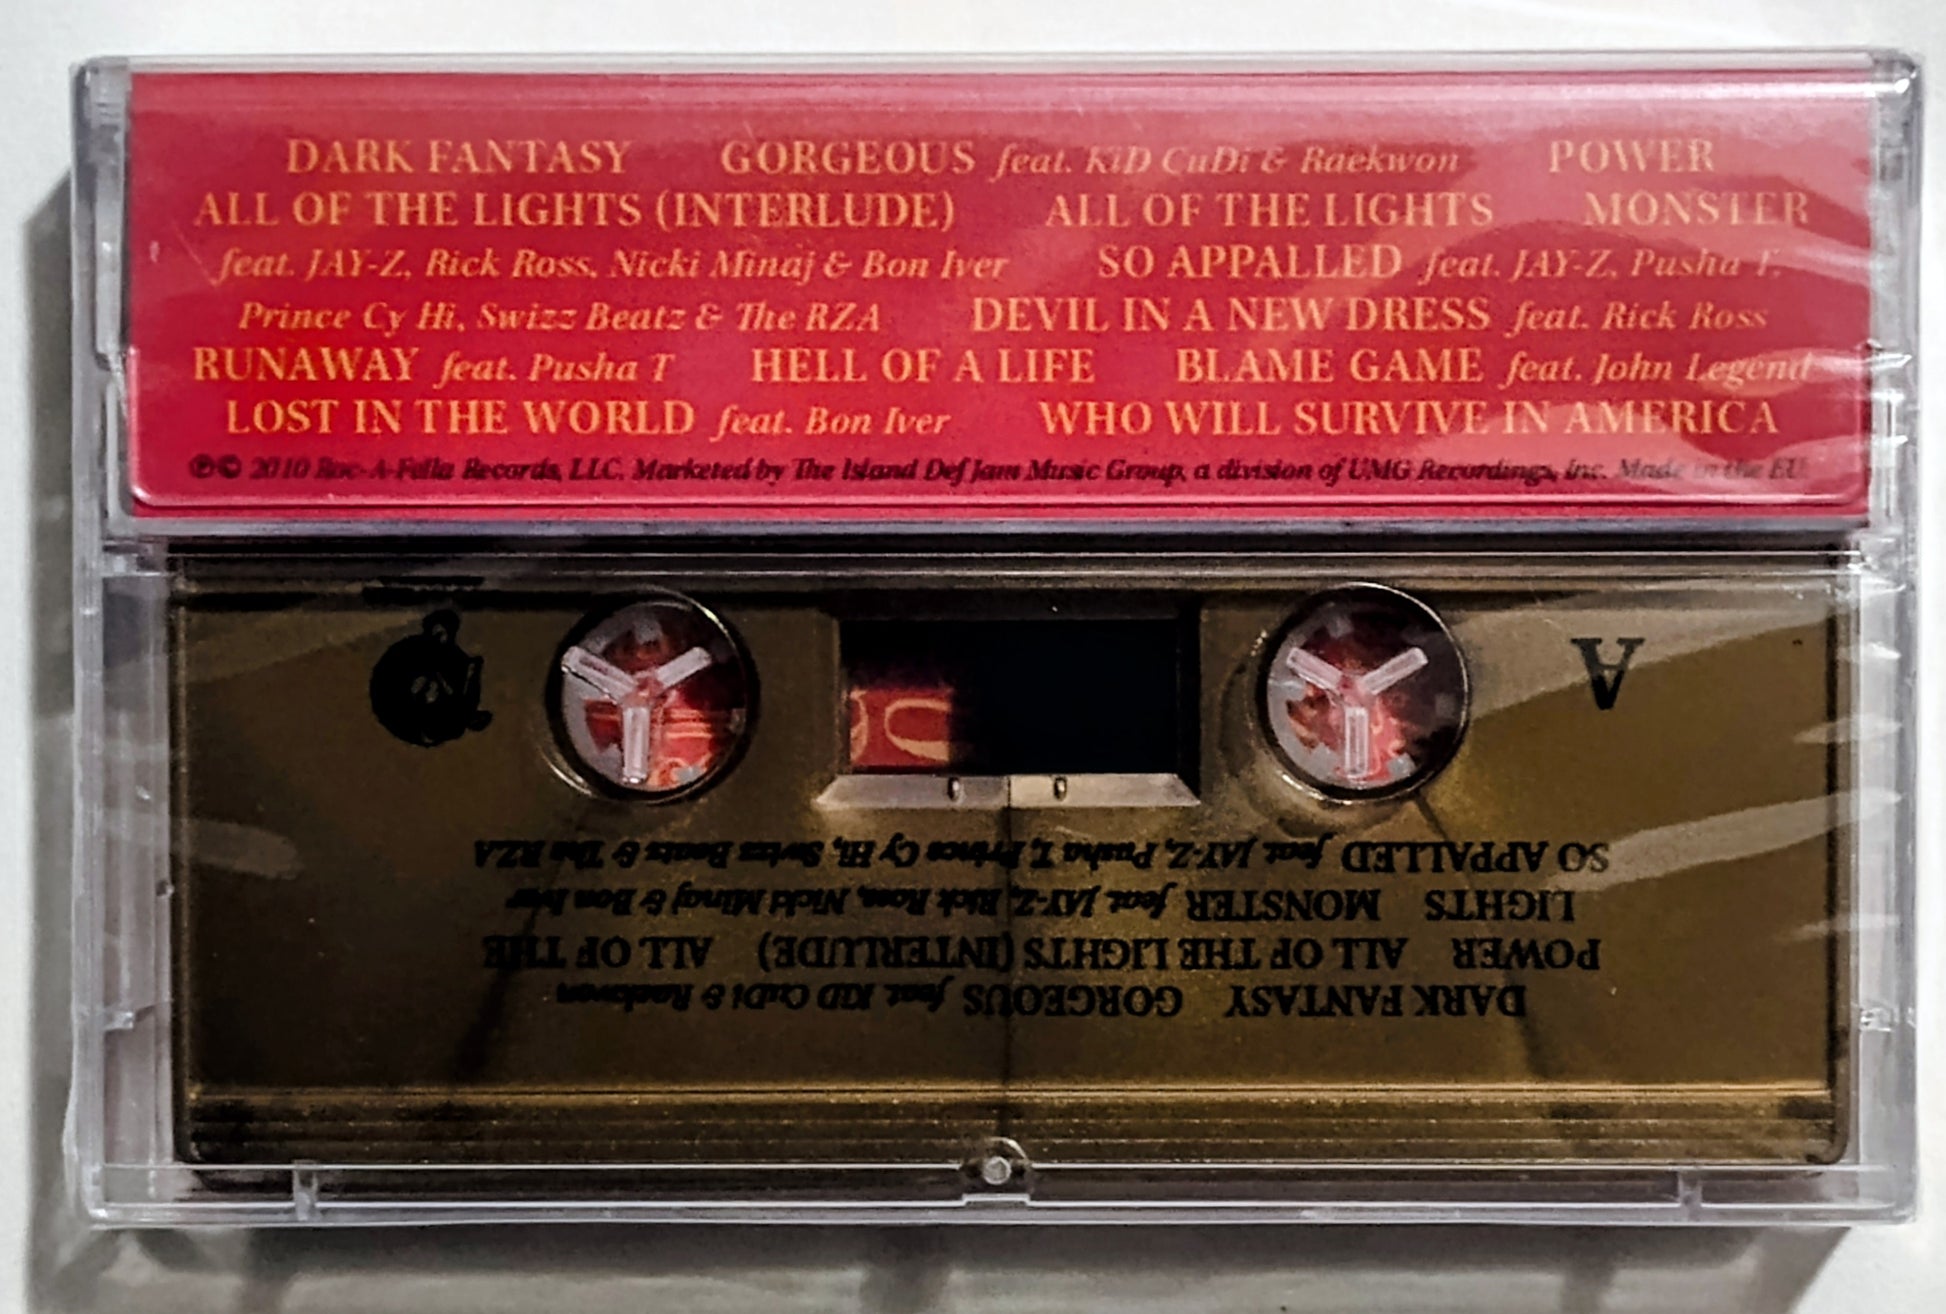 DARK FANTASY GORGEOUS feat. KiD CuDi & Raekwon POWER
ALL OF THE LIGHTS (INTERLUDE) ALL OF THE LIGHTS MONSTER
feat. JAY-Z, Rick Ross, Nicki Minaj & Bon Iver SO APPALLED feat. JAY-Z, Pusha T,
Prince Cy Hi, Swizz Beatz & The RZA DEVIL IN A NEW DRESS feat. Rick Ross
RUNAWAY feat. Pusha T HELL OF A LIFE BLAME GAME feat. John Legend
LOST IN THE WORLD feat. Bon Iver WHO WILL SURVIVE IN AMERICA
℗© 2010 Roc-A-Fella Records, LLC. Marketed by The Island Def Jam Music Group, a division of UMG Recordings, Inc. Made in the EU
DARK FANTASY GORGEOUS feat. KiD CuDi & Raekwon
POWER ALL OF THE LIGHTS (INTERLUDE) ALL OF THE
LIGHTS MONSTER feat. JAY-Z, Rick Ross, Nicki Minaj & Bon Iver
SO APPALLED feat. JAY-Z, Pusha T, Prince Cy Hi, Swizz Beatz & The RZA
A